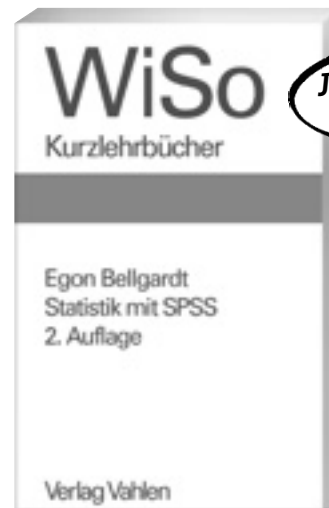 WiSo
Kurzlehrbücher
Egon Bellgardt
Statistik mit SPSS
2. Auflage
Verlag Vahlen